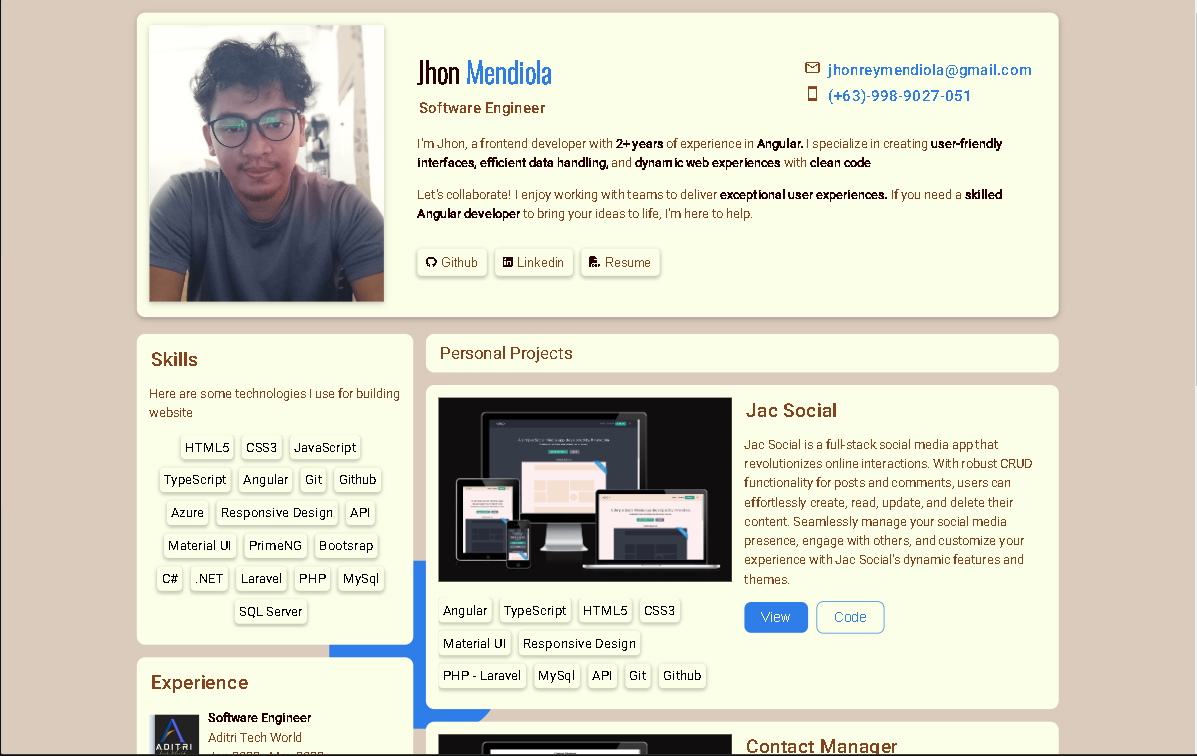 Jhon Mendiola
Software Engineer
jhonreymendiola@gmail.com
(+63)-998-9027-051
I'm Jhon, a frontend developer with 2+ years of experience in Angular. I specialize in creating user-friendly
interfaces, efficient data handling, and dynamic web experiences with clean code
Let's collaborate! I enjoy working with teams to deliver exceptional user experiences. If you need a skilled
Angular developer to bring your ideas to life, I'm here to help.
Github Linkedin Resume
Skills
Here are some technologies I use for building
website
HTML5 CSS3 JavaScript
TypeScript Angular Git Github
Azure Responsive Design API
Material UI PrimeNG Bootsrap
C# .NET Laravel PHP MySql
SQL Server
Experience
ADITRI
Software Engineer
Aditri Tech World
Personal Projects
Jac Social
Jac Social is a full-stack social media app that
revolutionizes online interactions. With robust CRUD
functionality for posts and comments, users can
effortlessly create, read, update, and delete their
content. Seamlessly manage your social media
presence, engage with others, and customize your
experience with Jac Social's dynamic features and
themes.
View Code
Angular TypeScript HTML5 CSS3
Material UI Responsive Design
PHP - Laravel MySql API Git Github
Contact Manager